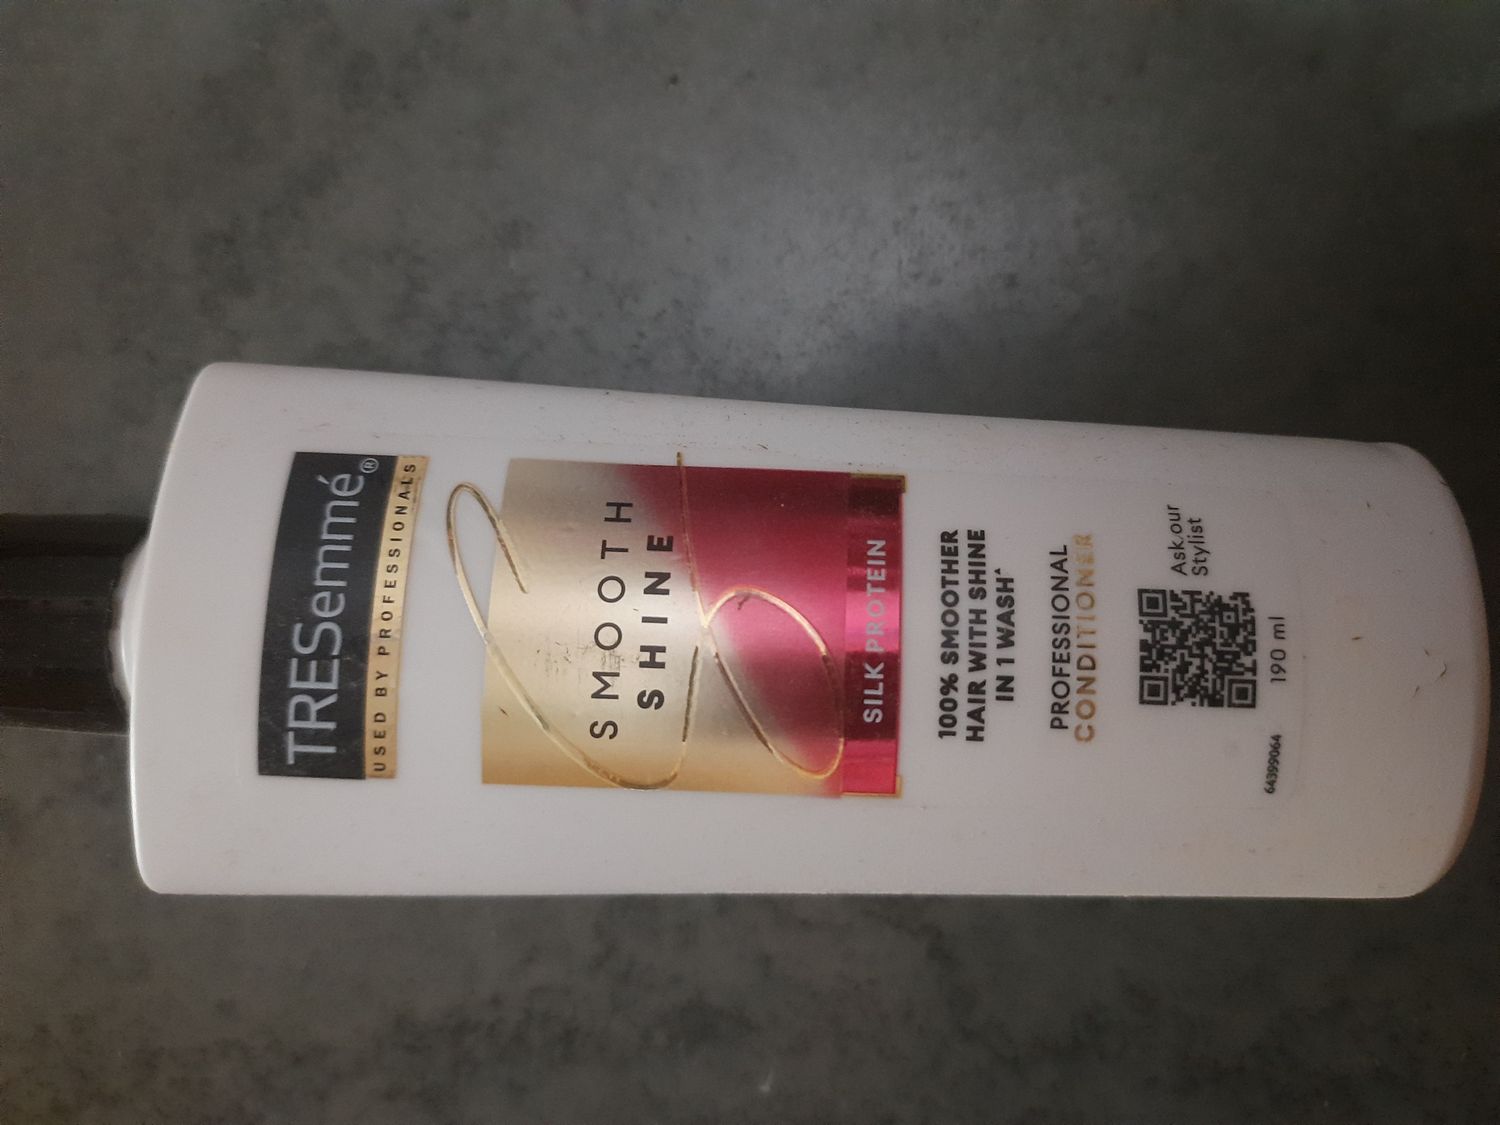 TRESemmé®
USED BY PROFESSIONALS
SMOOTH
SHINE
SILK PROTEIN
100% SMOOTHER
HAIR WITH SHINE
IN 1 WASH^
PROFESSIONAL
CONDITIONER
Ask our
Stylist
190 ml
64399064